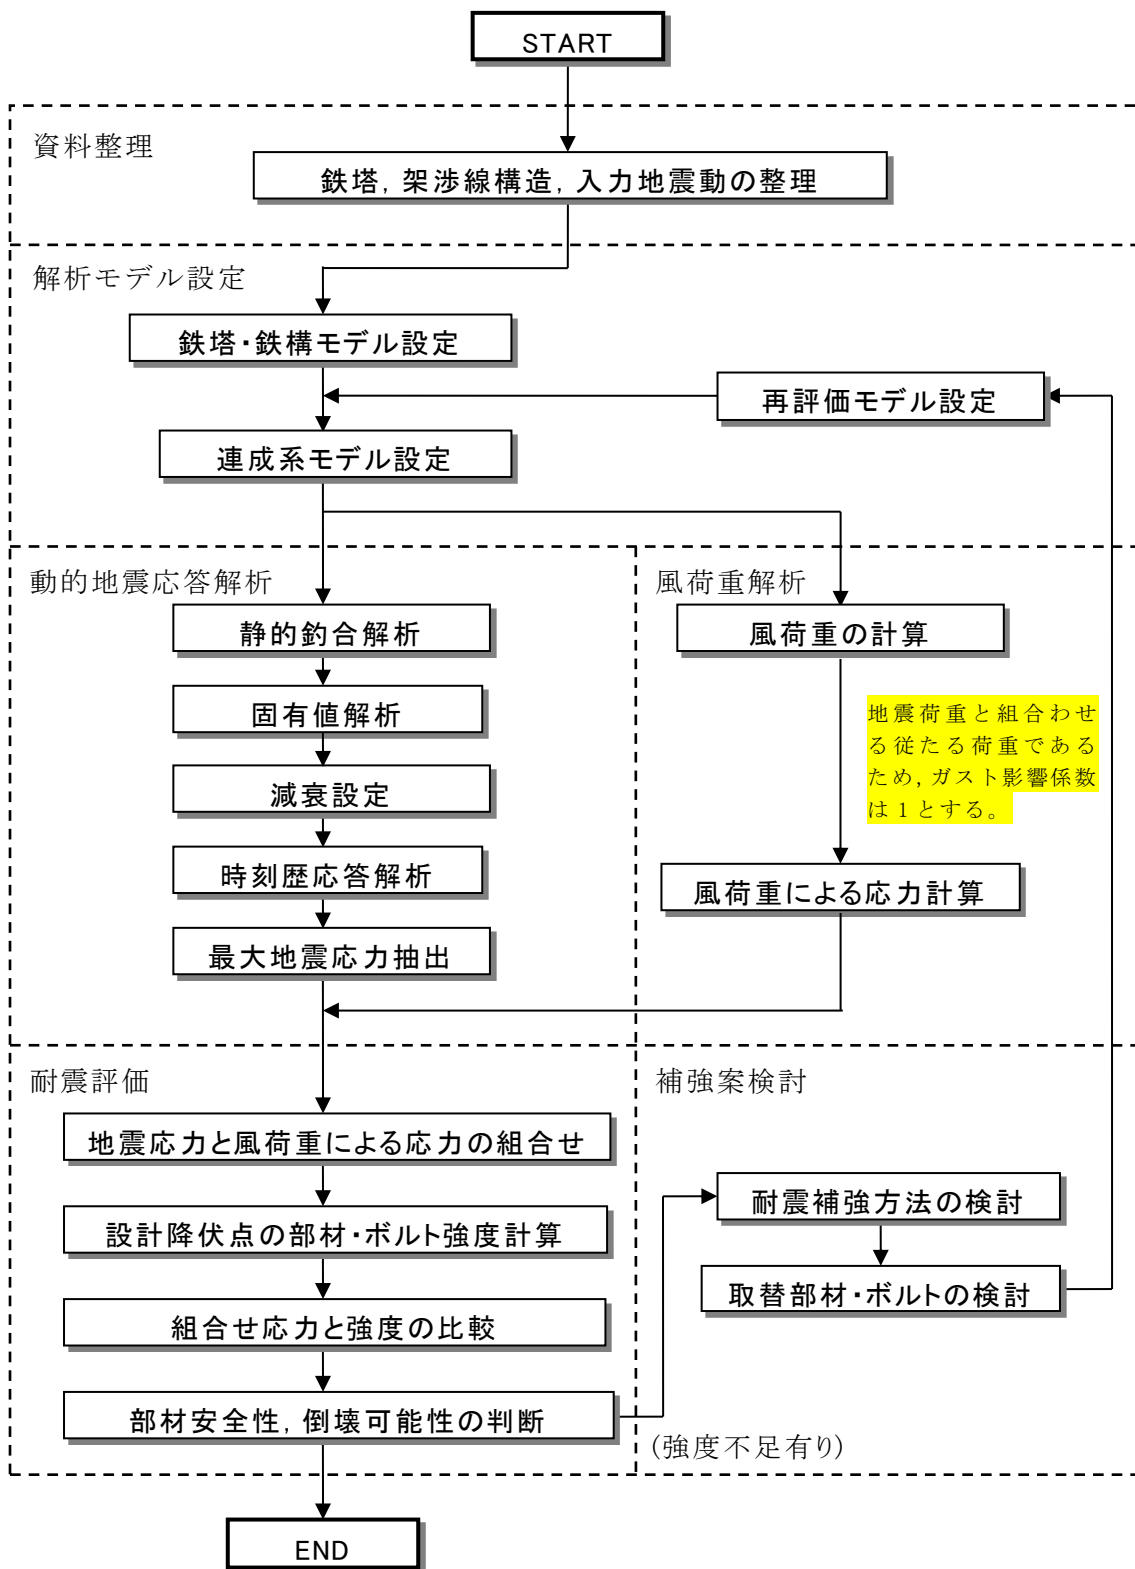 START
資料整理
鉄塔，架渉線構造，入力地震動の整理
解析モデル設定
鉄塔・鉄構モデル設定
再評価モデル設定
連成系モデル設定
動的地震応答解析
静的釣合解析
固有値解析
減衰設定
時刻歴応答解析
最大地震応力抽出
風荷重解析
風荷重の計算
地震荷重と組合わせ
る従たる荷重である
ため，ガスト影響係数
は１とする。
風荷重による応力計算
耐震評価
地震応力と風荷重による応力の組合せ
設計降伏点の部材・ボルト強度計算
組合せ応力と強度の比較
部材安全性，倒壊可能性の判断
補強案検討
耐震補強方法の検討
取替部材・ボルトの検討
(強度不足有り)
END